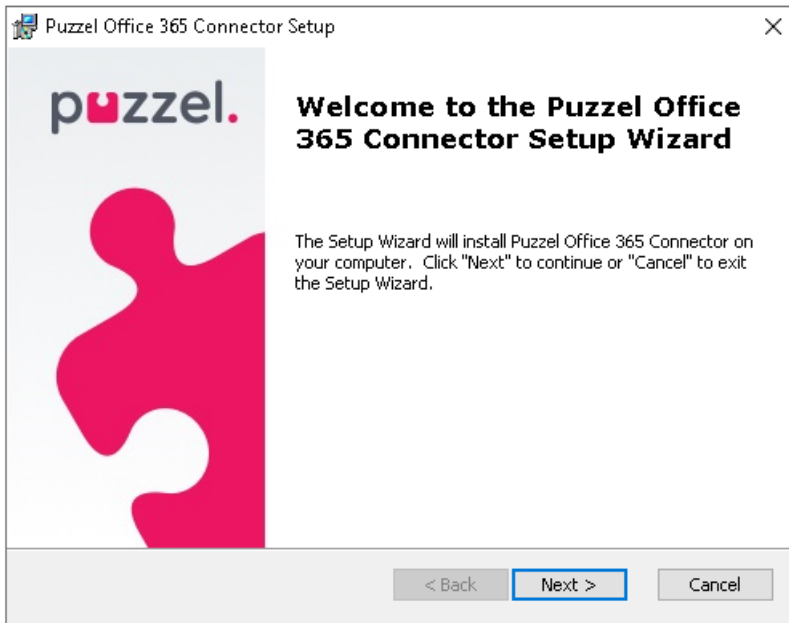 Puzzel Office 365 Connector Setup
puzzel.
Welcome to the Puzzel Office
365 Connector Setup Wizard
The Setup Wizard will install Puzzel Office 365 Connector on
your computer. Click "Next" to continue or "Cancel" to exit
the Setup Wizard.
< Back Next > Cancel